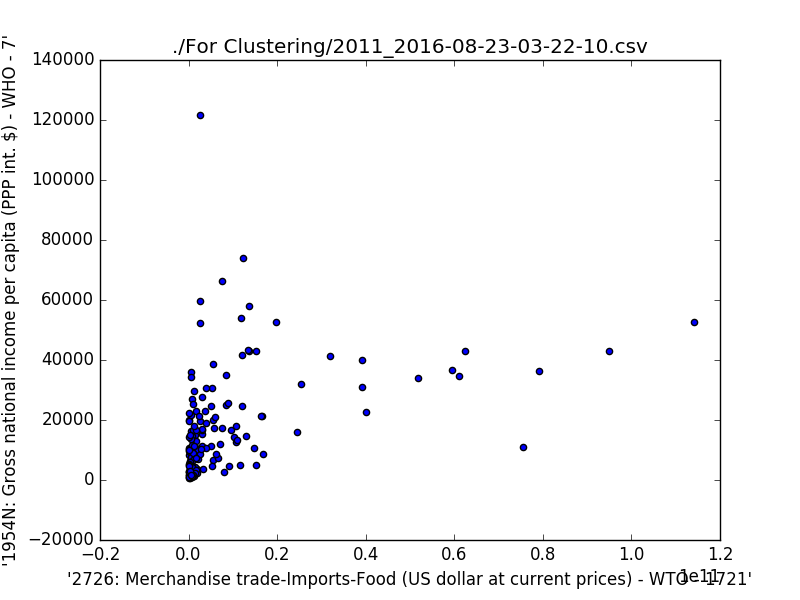 ./For Clustering/2011_2016-08-23-03-22-10.csv
140000
120000
100000
80000
60000
40000
20000
0
−20000
−0.2 0.0 0.2 0.4 0.6 0.8 1.0 1.2
1e11
'2726: Merchandise trade-Imports-Food (US dollar at current prices) - WTO - 1721'
'1954N: Gross national income per capita (PPP int. $) - WHO - 7'